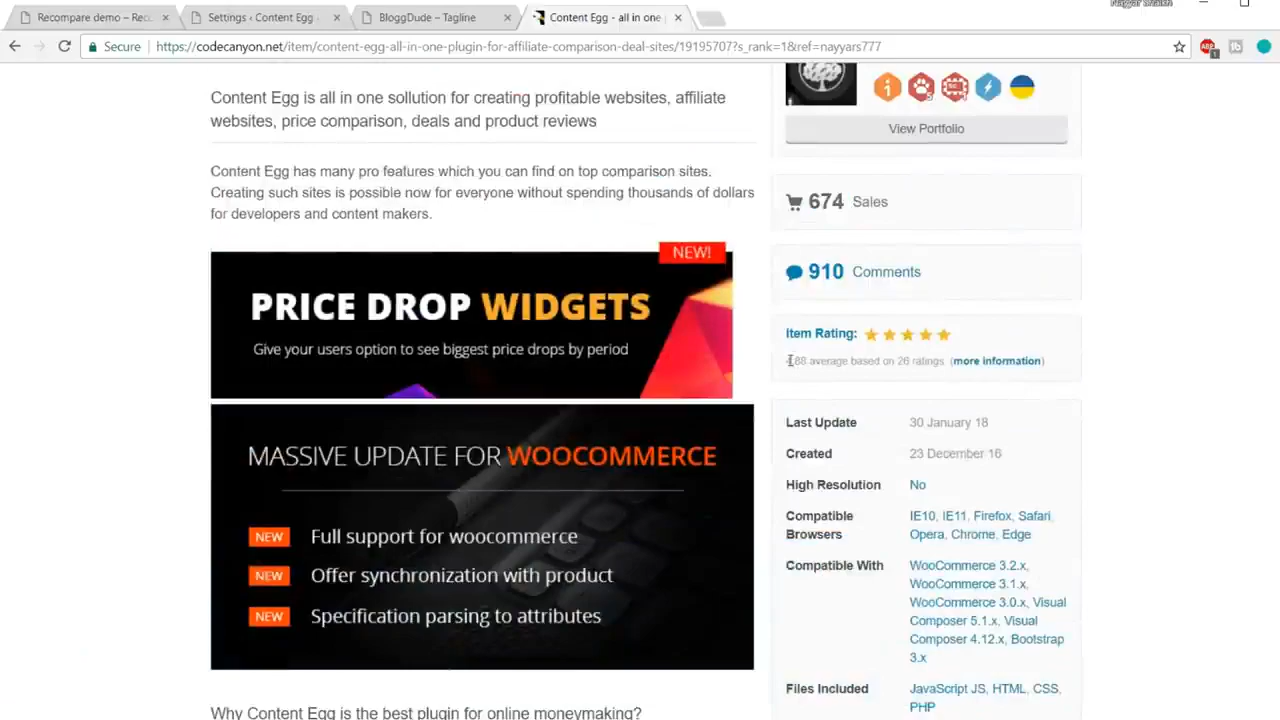 Recompare demo – Rec
Settings ‹ Content Egg
BloggDude – Tagline
Content Egg - all in one
Secure
https://codecanyon.net/item/content-egg-all-in-one-plugin-for-affiliate-comparison-deal-sites/19195707?s_rank=1&ref=nayyars777
Content Egg is all in one sollution for creating profitable websites, affiliate
websites, price comparison, deals and product reviews
Content Egg has many pro features which you can find on top comparison sites.
Creating such sites is possible now for everyone without spending thousands of dollars
for developers and content makers.
NEW!
PRICE DROP WIDGETS
Give your users option to see biggest price drops by period
MASSIVE UPDATE FOR WOOCOMMERCE
NEW Full support for woocommerce
NEW Offer synchronization with product
NEW Specification parsing to attributes
Why Content Egg is the best plugin for online moneymaking?
View Portfolio
674 Sales
910 Comments
Item Rating:
4.88 average based on 26 ratings. (more information)
Last Update 30 January 18
Created 23 December 16
High Resolution No
Compatible Browsers IE10, IE11, Firefox, Safari,
Opera, Chrome, Edge
Compatible With WooCommerce 3.2.x,
WooCommerce 3.1.x,
WooCommerce 3.0.x, Visual
Composer 5.1.x, Visual
Composer 4.12.x, Bootstrap
3.x
Files Included JavaScript JS, HTML, CSS,
PHP